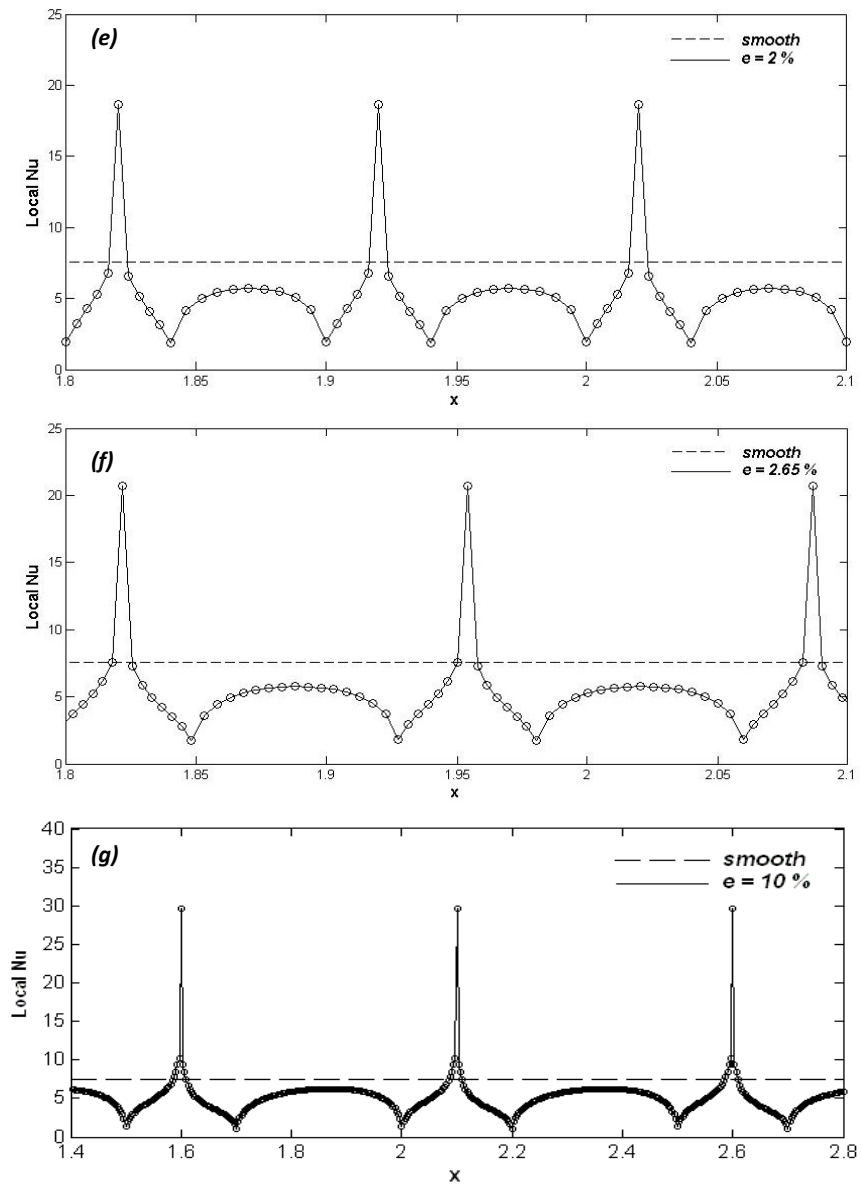 (e)
smooth
e = 2 %
25
20
15
10
5
0
Local Nu
1.8 1.85 1.9 1.95 2 2.05 2.1
x
(f)
smooth
e = 2.65 %
25
20
15
10
5
0
Local Nu
1.8 1.85 1.9 1.95 2 2.05 2.1
x
(g)
smooth
e = 10 %
40
35
30
25
20
15
10
5
0
Local Nu
1.4 1.6 1.8 2 2.2 2.4 2.6 2.8
x